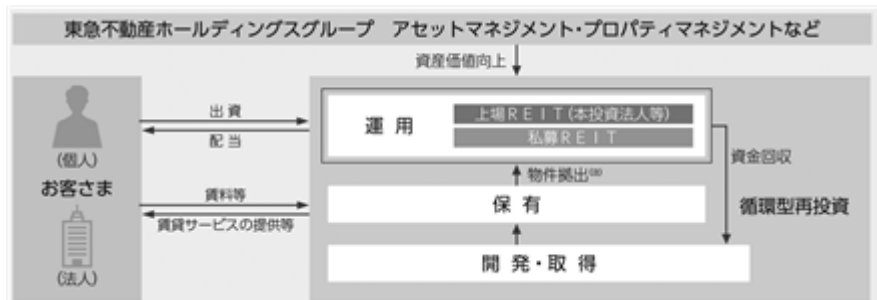 東急不動産ホールディングスグループ アセットマネジメント・プロパティマネジメントなど
資産価値向上
出資
配当
(個人)
お客さま
賃料等
賃貸サービスの提供等
(法人)
運用
上場REIT(本投資法人等)
私募REIT
物件拠出
保有
開発・取得
資金回収
循環型再投資